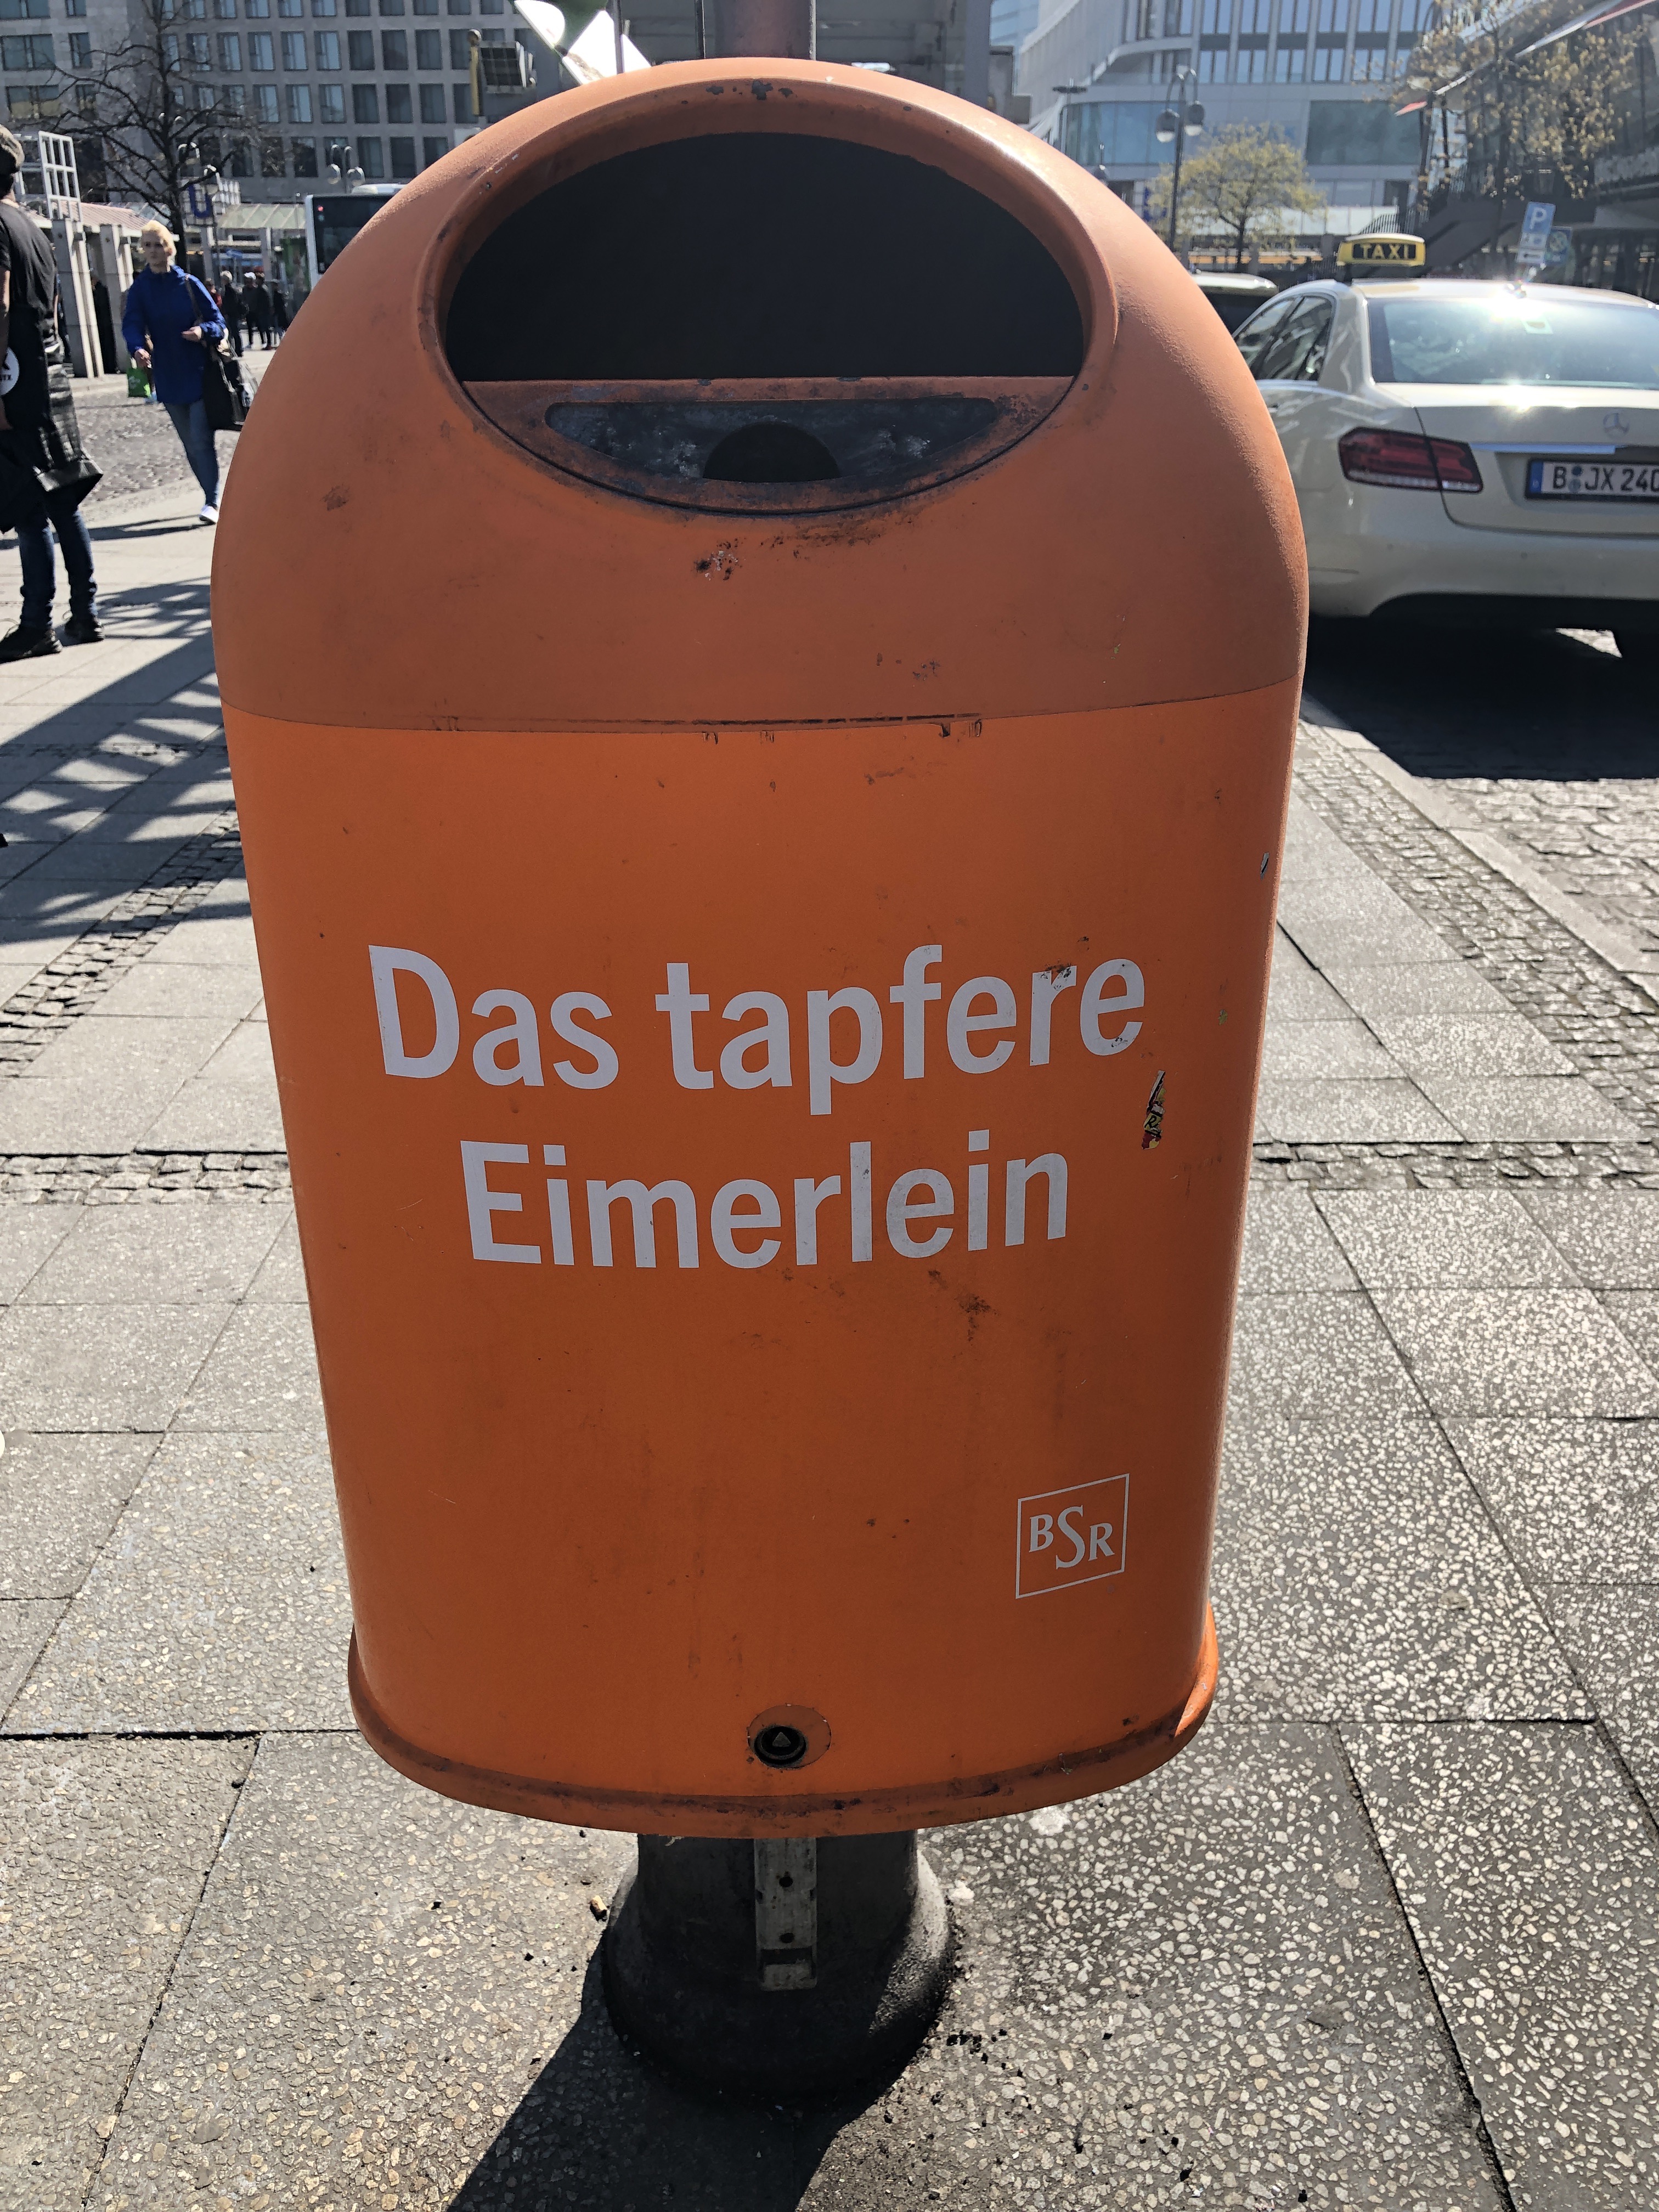 TAXI
P
B JX 240
Das tapfere
Eimerlein
BSR